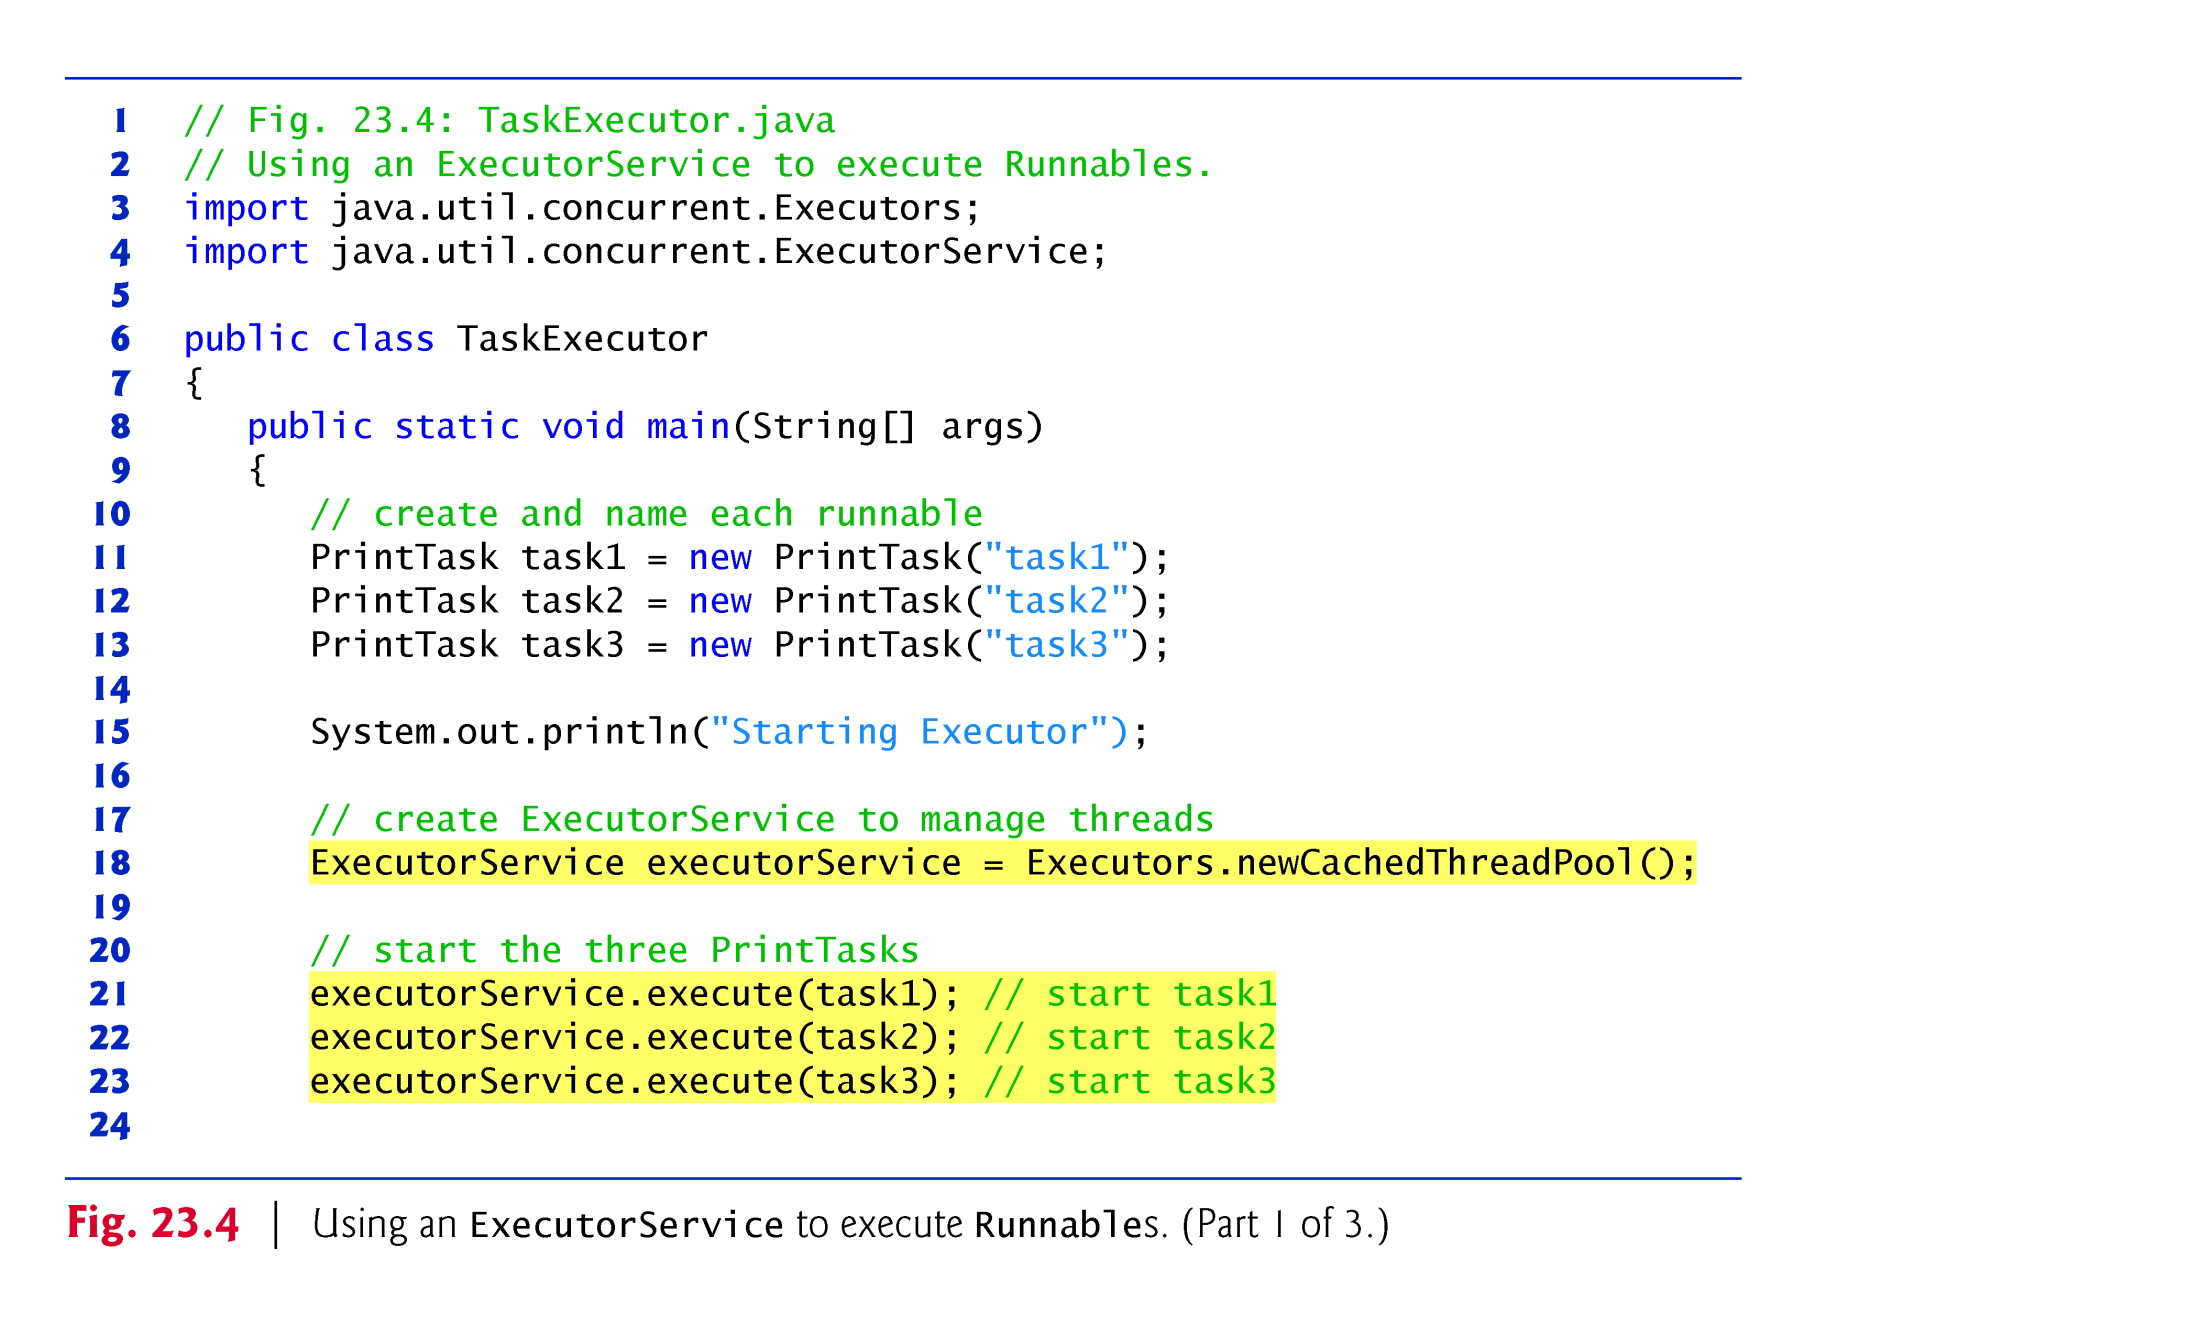 1 // Fig. 23.4: TaskExecutor.java
2 // Using an ExecutorService to execute Runnables.
3 import java.util.concurrent.Executors;
4 import java.util.concurrent.ExecutorService;
5
6 public class TaskExecutor
7 {
8    public static void main(String[] args)
9    {
10       // create and name each runnable
11       PrintTask task1 = new PrintTask("task1");
12       PrintTask task2 = new PrintTask("task2");
13       PrintTask task3 = new PrintTask("task3");
14
15       System.out.println("Starting Executor");
16
17       // create ExecutorService to manage threads
18       ExecutorService executorService = Executors.newCachedThreadPool();
19
20       // start the three PrintTasks
21       executorService.execute(task1); // start task1
22       executorService.execute(task2); // start task2
23       executorService.execute(task3); // start task3
24
Fig. 23.4 | Using an ExecutorService to execute Runnables. (Part 1 of 3.)